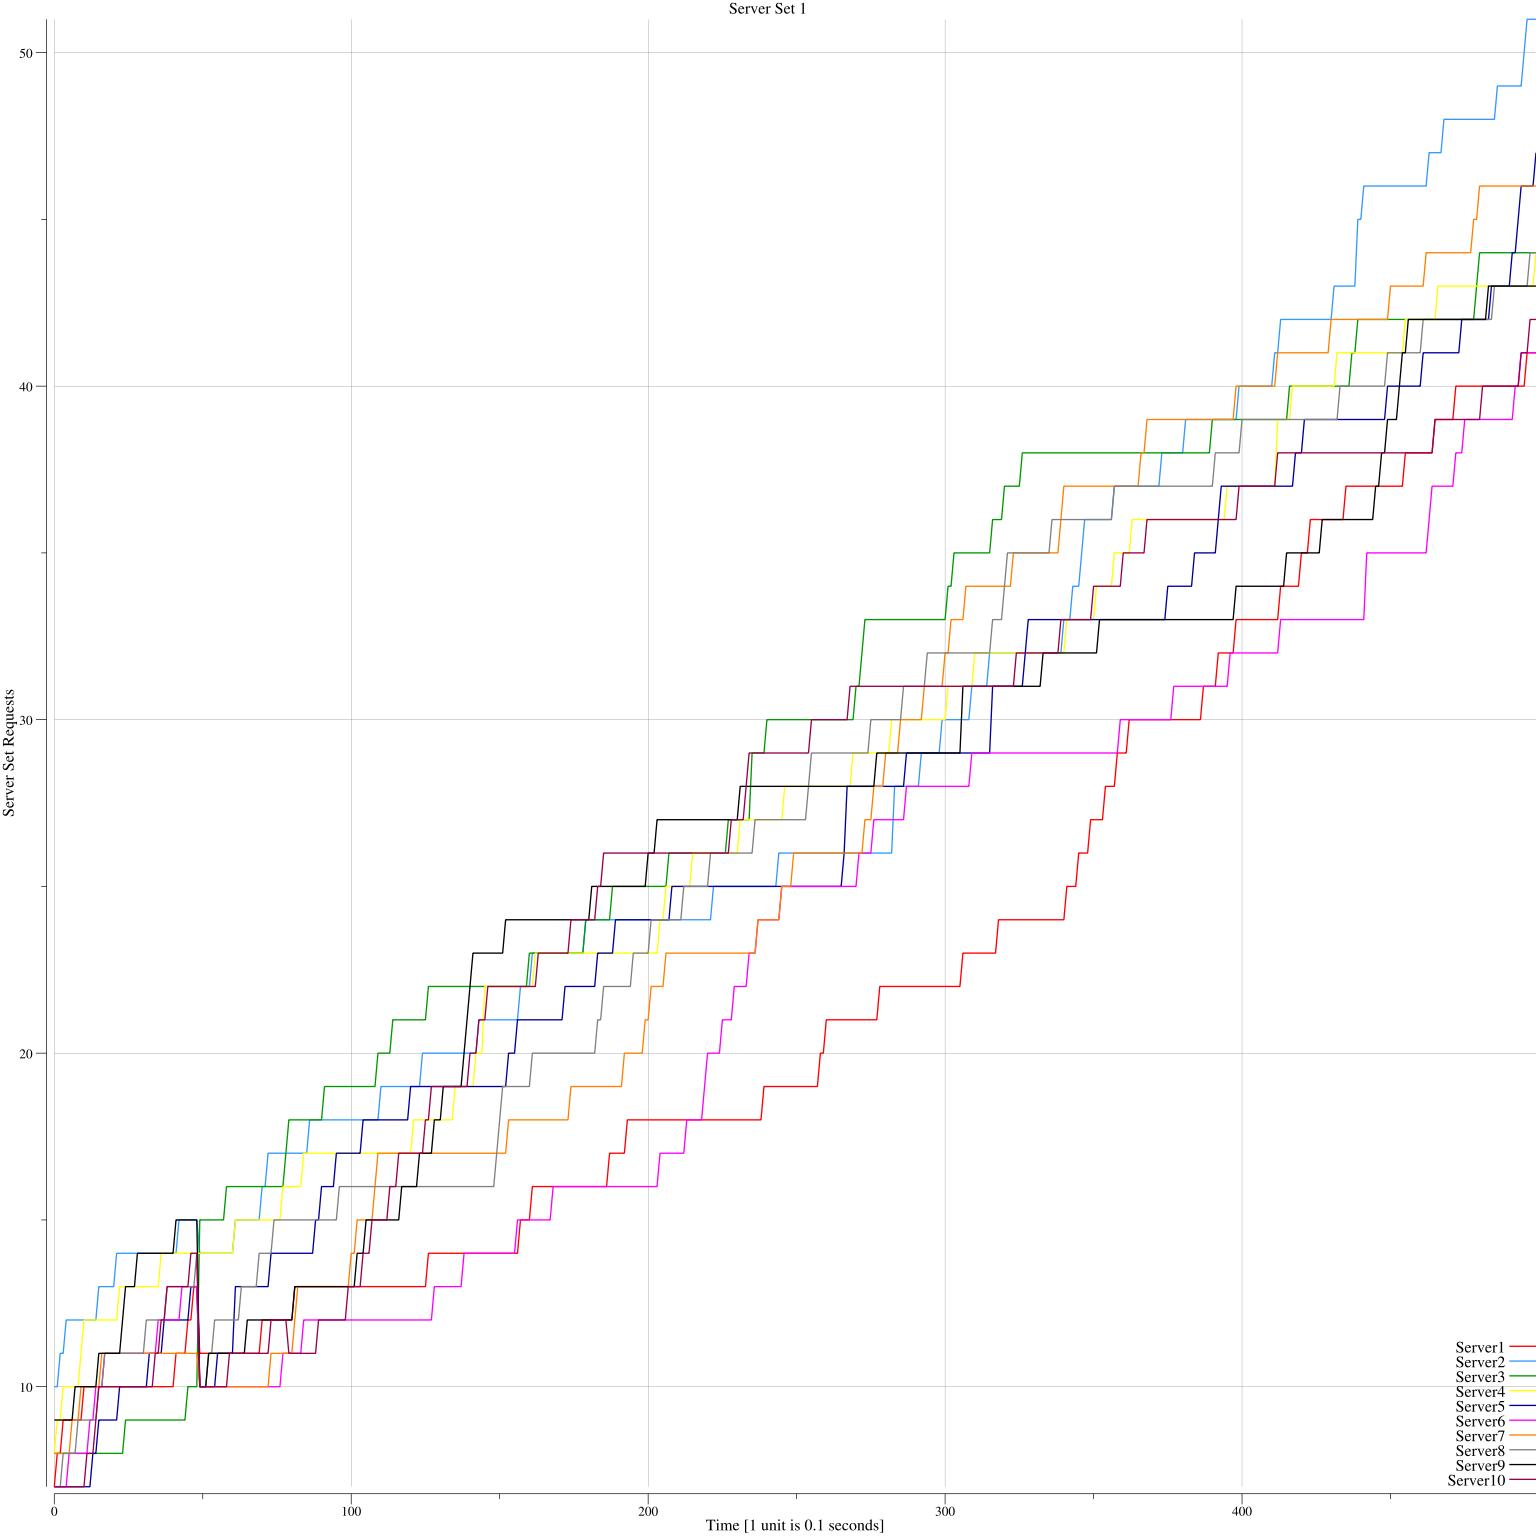 Server Set 1
Server Set Requests
50
40
30
20
10
0
100
200
300
400
Time [1 unit is 0.1 seconds]
Server1
Server2
Server3
Server4
Server5
Server6
Server7
Server8
Server9
Server10